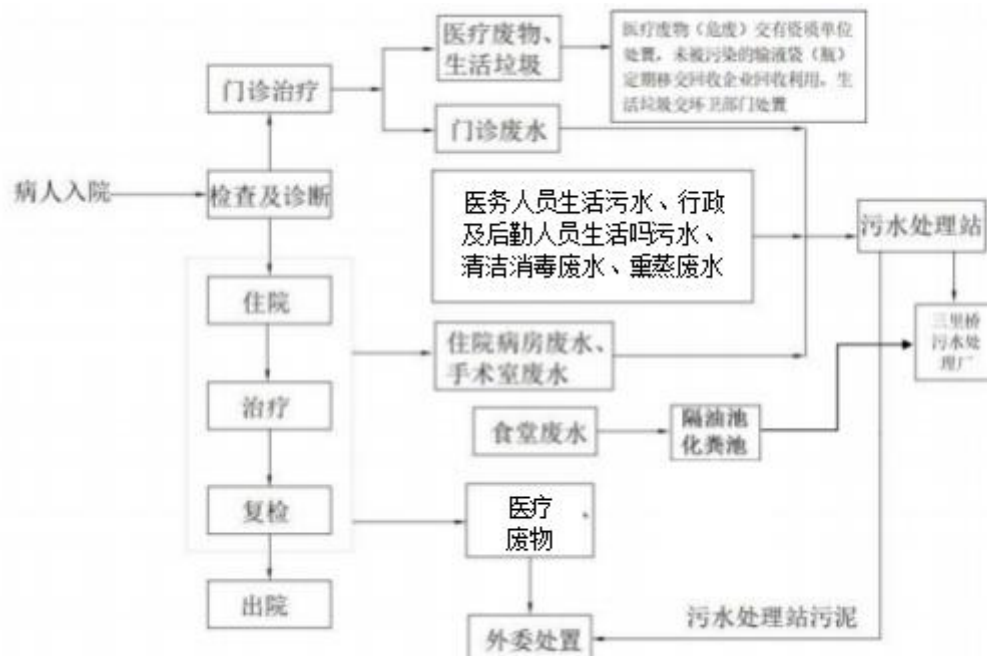 医疗废物、
生活垃圾
医疗废物（危废）交有资质单位
处置，未被污染的输液袋（瓶）
定期移交回收企业回收利用。生
活垃圾交环卫部门处置
门诊治疗
门诊废水
病人入院
检查及诊断
医务人员生活污水、行政
及后勤人员生活吗污水、
清洁消毒废水、熏蒸废水
污水处理站
住院
住院病房废水、
手术室废水
三里桥
污水处
理厂
治疗
食堂废水
隔油池
化粪池
复检
医疗
废物
、
出院
外委处置
污水处理站污泥